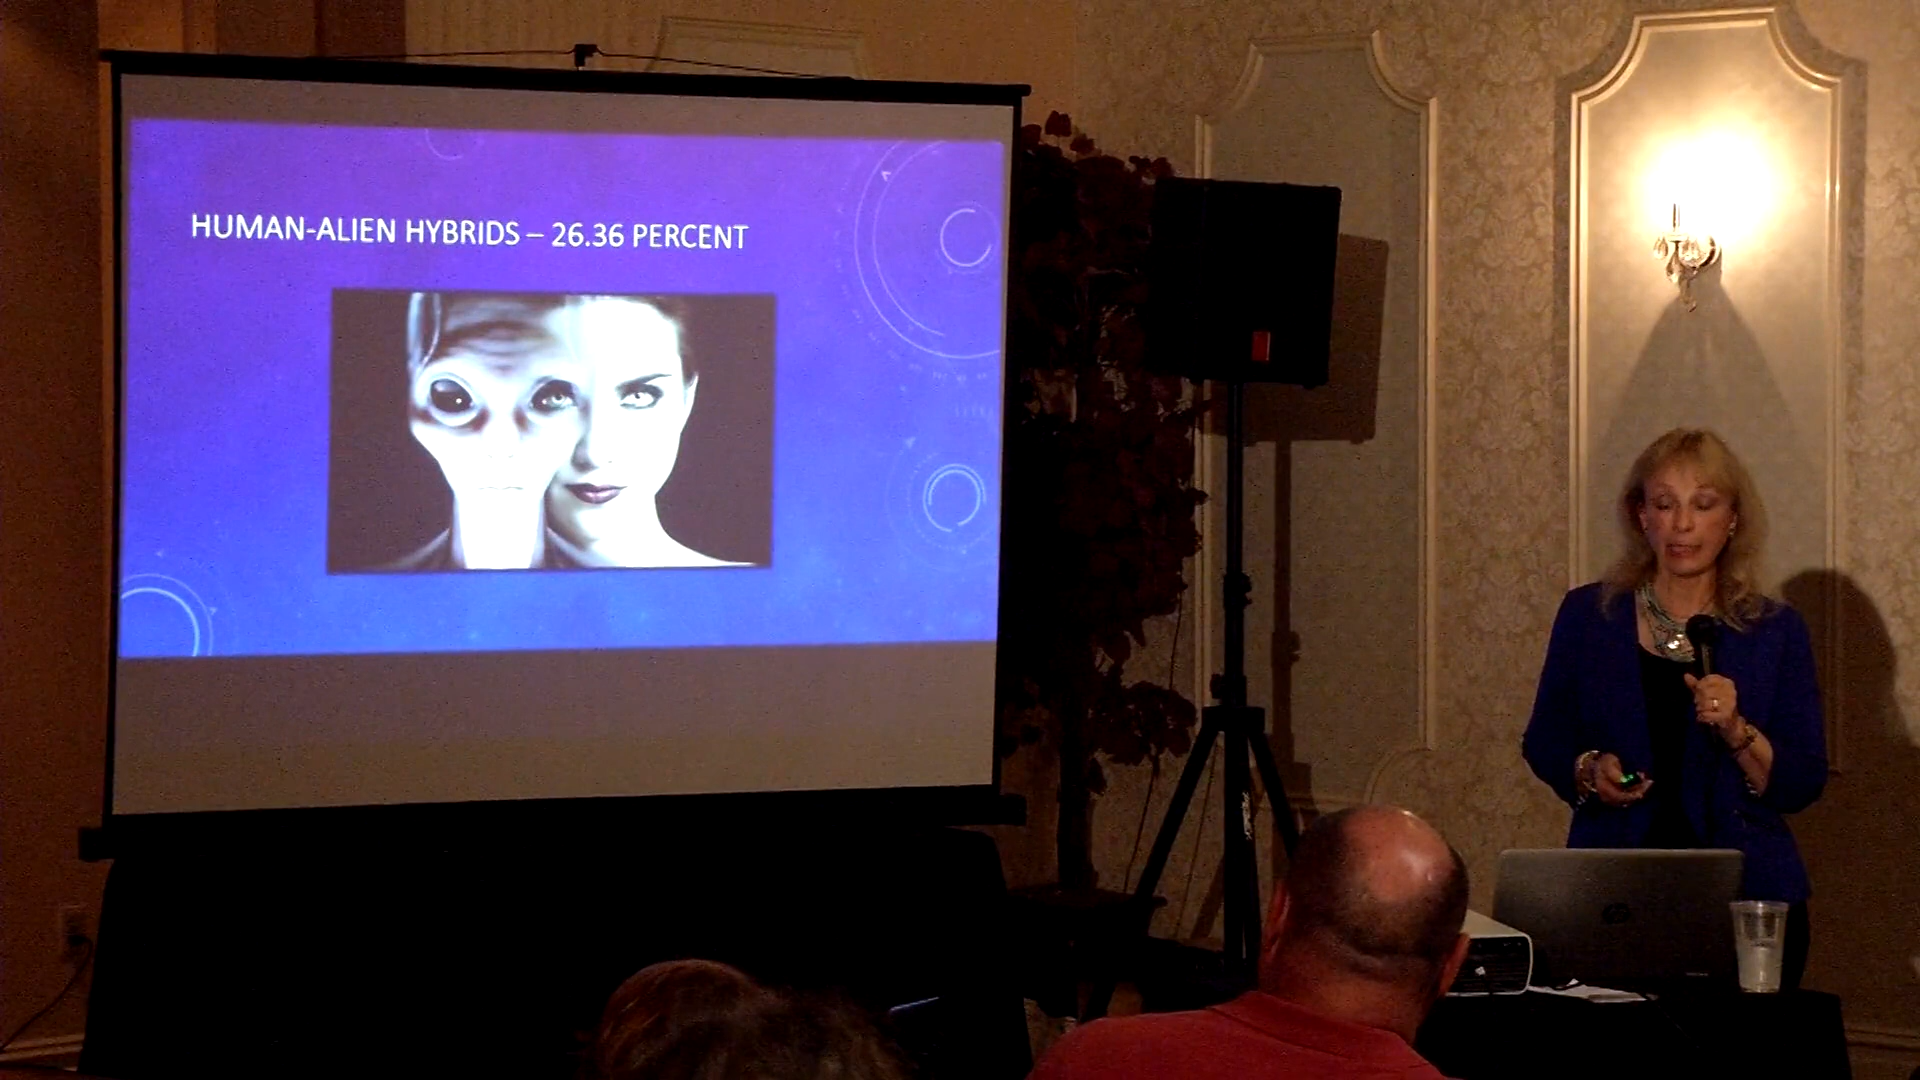 HUMAN-ALIEN HYBRIDS – 26.36 PERCENT